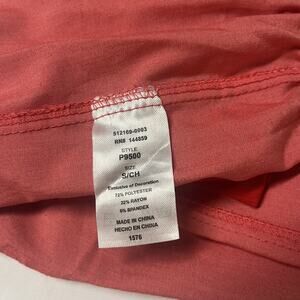 512169-0003
RN# 144859
STYLE
P9500
SIZE
S/CH
Exclusive of Decoration
72% POLYESTER
22% RAYON
6% SPANDEX
MADE IN CHINA
HECHO EN CHINA
1576